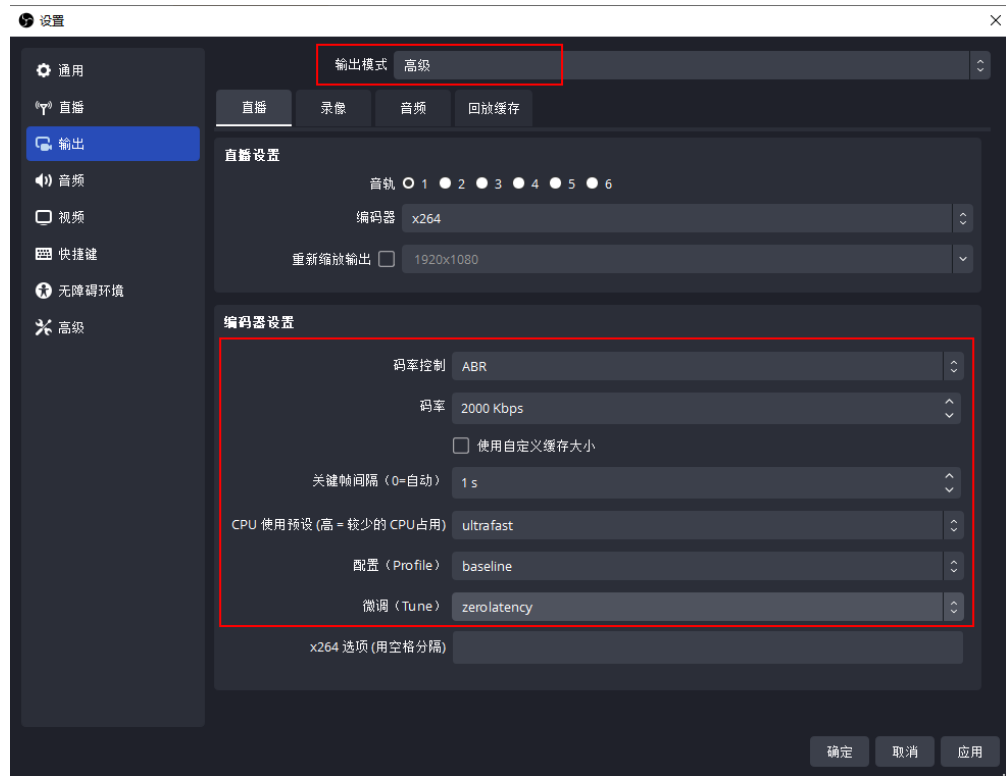 设置
输出模式 高级
通用
直播
输出
音频
视频
快捷键
无障碍环境
高级
直播 录像 音频 回放缓存
直播设置
音轨 1 2 3 4 5 6
编码器 x264
重新缩放输出 1920x1080
编码器设置
码率控制 ABR
码率 2000 Kbps
使用自定义缓存大小
关键帧间隔（0=自动） 1 s
CPU 使用预设 (高 = 较少的 CPU占用) ultrafast
配置（Profile） baseline
微调（Tune） zerolatency
x264 选项 (用空格分隔)
确定 取消 应用